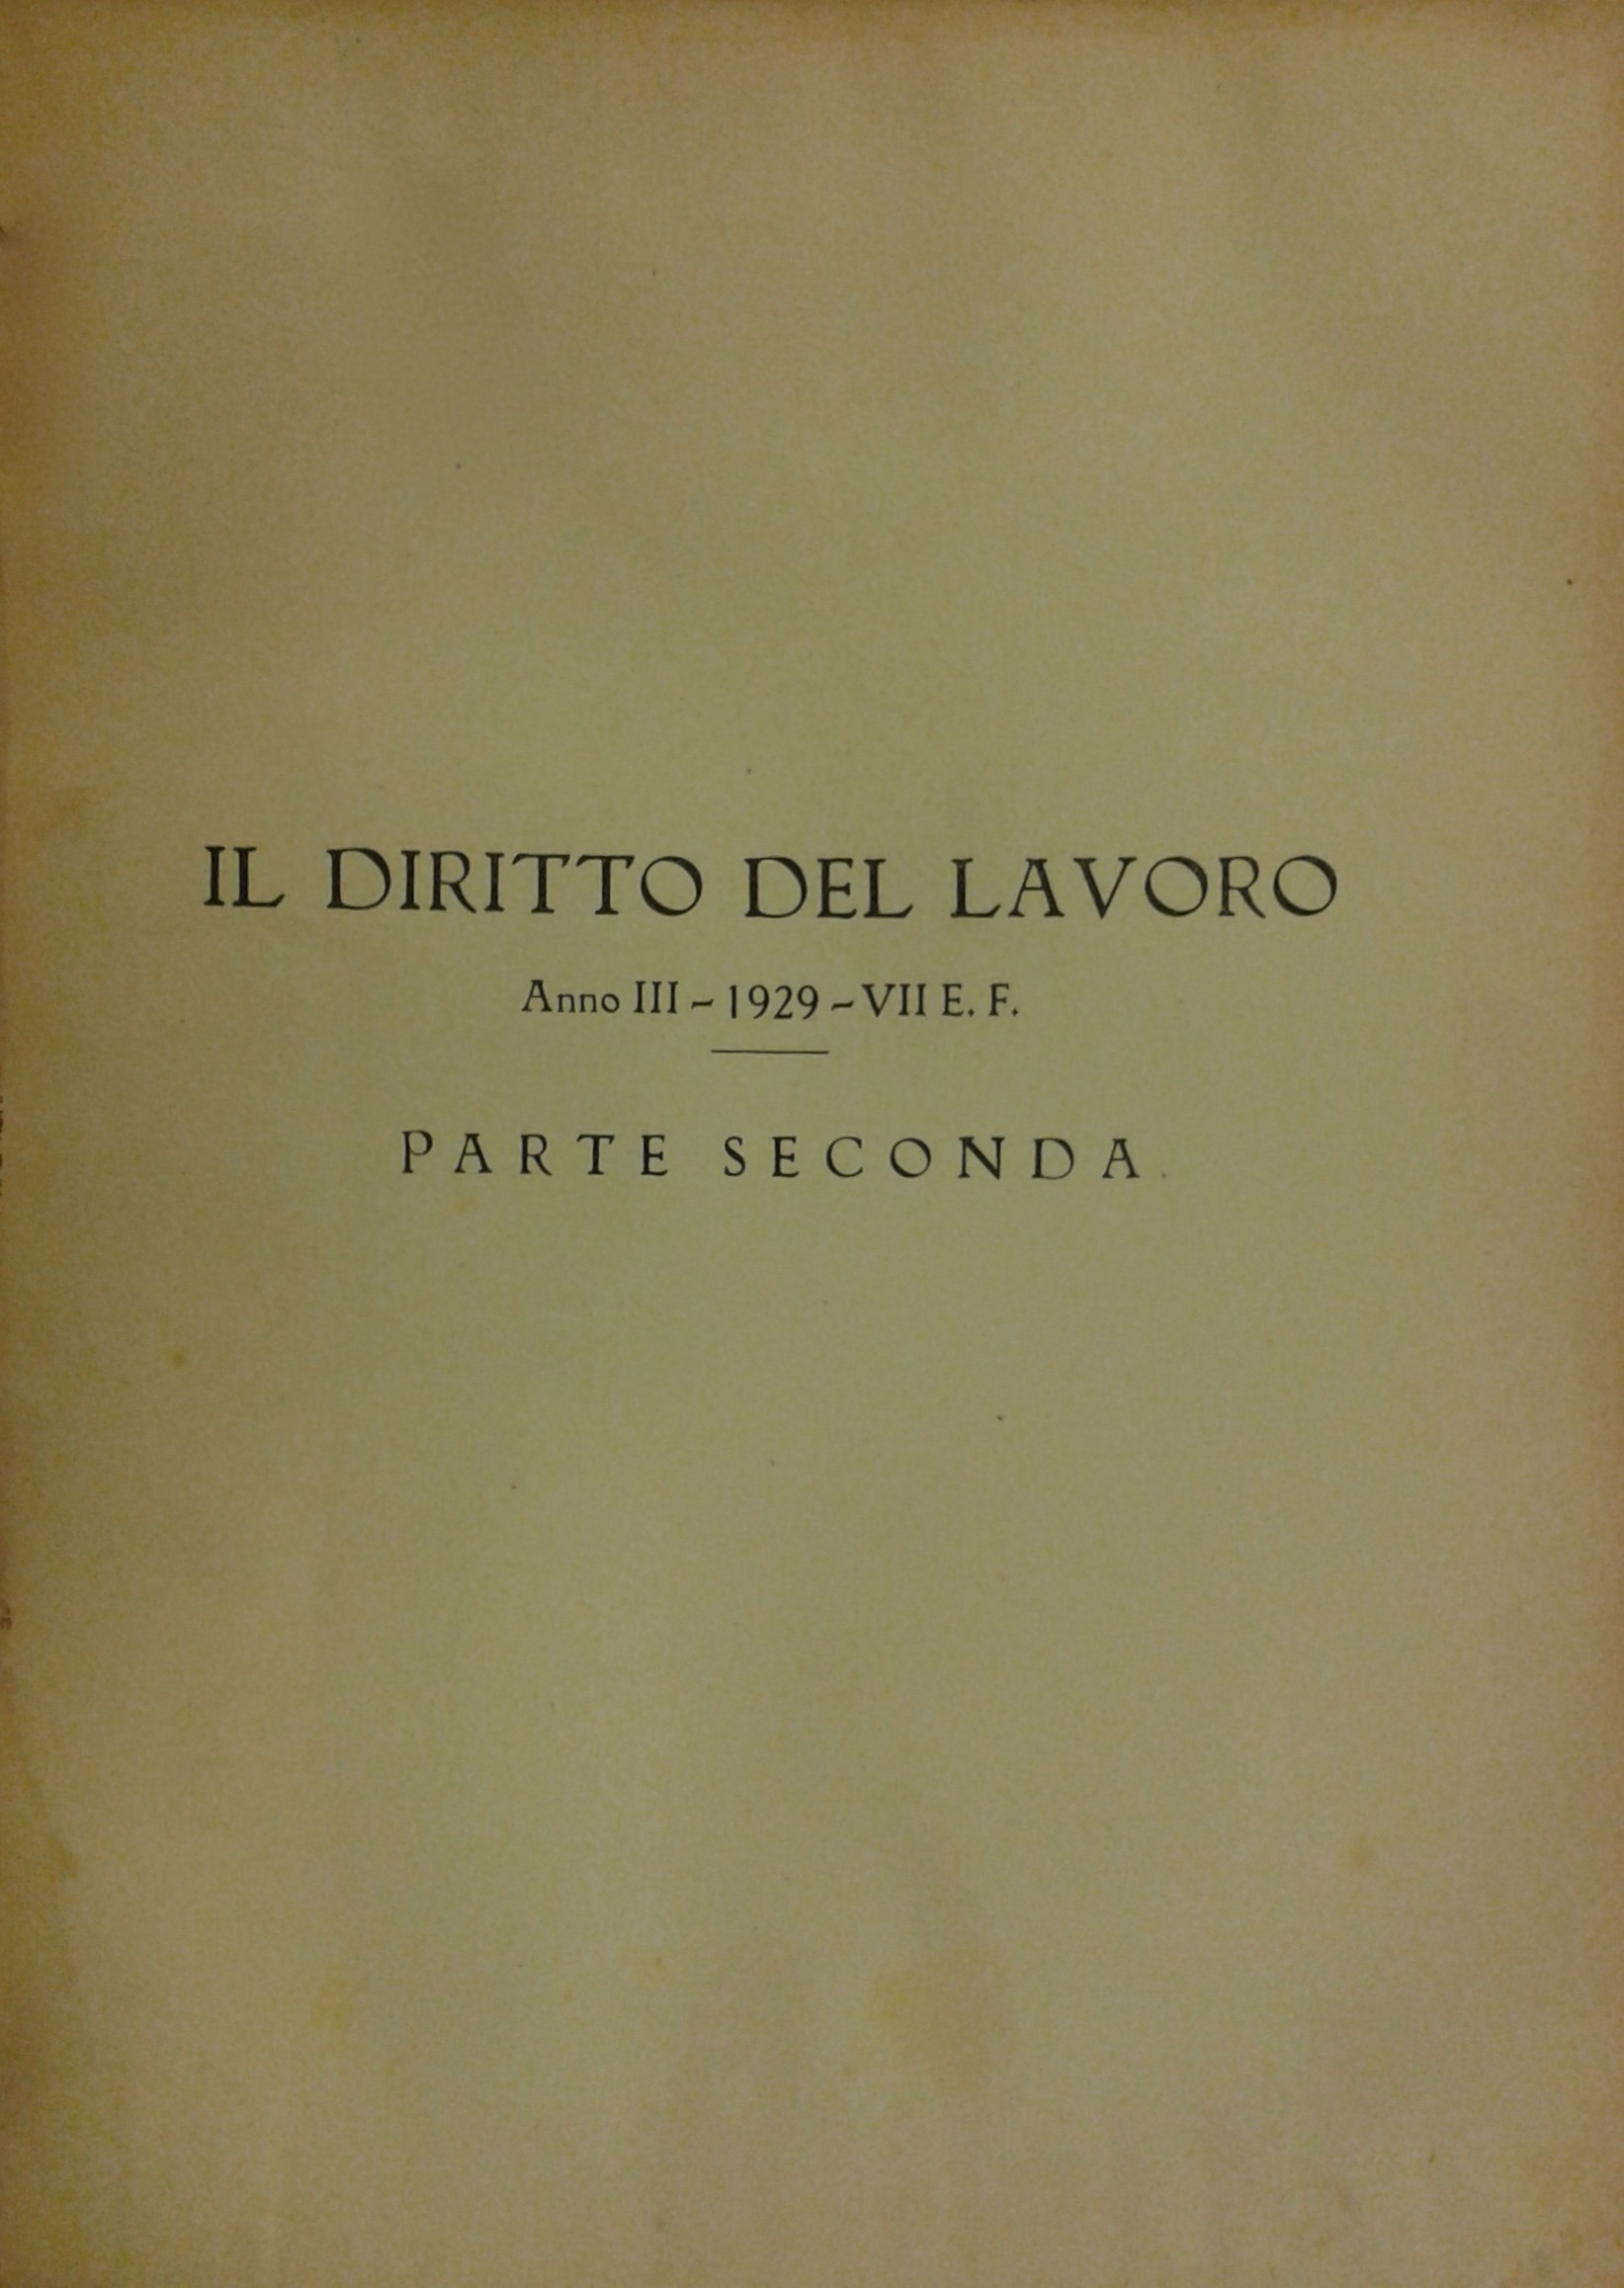 IL DIRITTO DEL LAVORO
Anno III - 1929 - VII E. F.
PARTE SECONDA